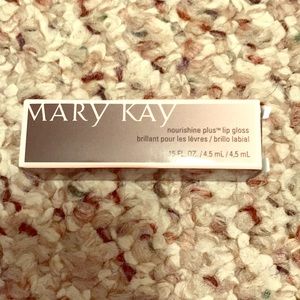 MARY KAY
nourishine plus™ lip gloss
brillant pour les lèvres / brillo labial
.15 FL. OZ. / 4.5 mL / 4,5 mL